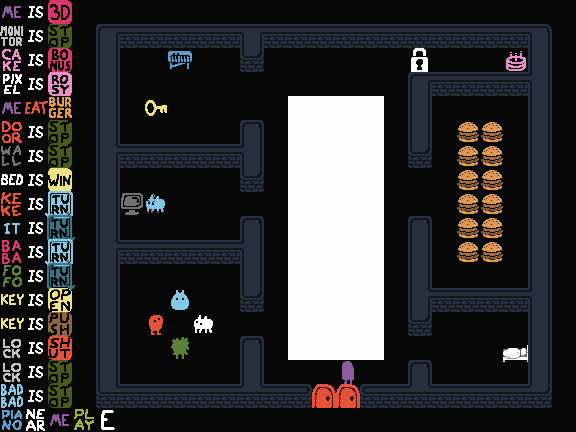 ME IS 3D
MONITOR IS STOP
CAKE IS BONUS
PIXEL IS ROSY
ME EAT BURGER
DOOR IS STOP
WALL IS STOP
BED IS WIN
KEKE IS TURN
IT IS TURN
BABA IS TURN
FOFO IS TURN
KEY IS OPEN
KEY IS PUSH
LOCK IS SHUT
LOCK IS STOP
BADBAD IS STOP
PIANO NEAR ME PLAY E